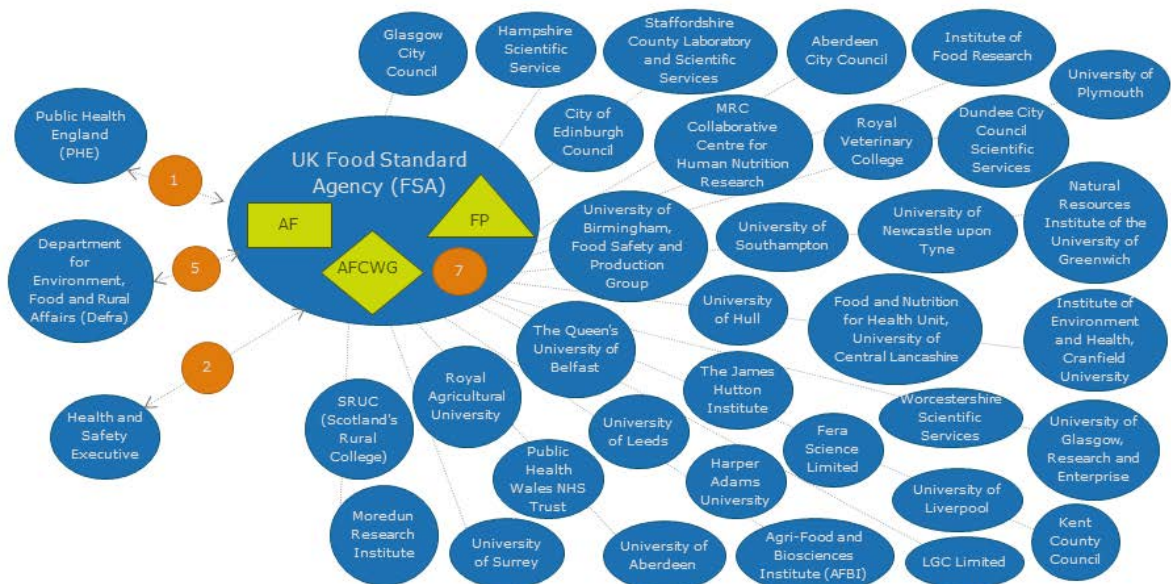 Glasgow
City
Council
Hampshire
Scientific
Service
Staffordshire
County Laboratory
and Scientific
Services
Aberdeen
City Council
Institute of
Food Research
University of
Plymouth
Public Health
England
(PHE)
1
UK Food Standard
Agency (FSA)
AF
FP
AFCWG
7
City of
Edinburgh
Council
MRC
Collaborative
Centre for
Human Nutrition
Research
Royal
Veterinary
College
Dundee City
Council
Scientific
Services
Department
for
Environment,
Food and Rural
Affairs (Defra)
5
University of
Birmingham,
Food Safety and
Production
Group
University of
Southampton
University of
Newcastle upon
Tyne
Natural
Resources
Institute of the
University of
Greenwich
University
of Hull
Food and Nutrition
for Health Unit,
University of
Central Lancashire
Institute of
Environment
and Health,
Cranfield
University
2
Health and
Safety
Executive
SRUC
(Scotland's
Rural
College)
Royal
Agricultural
University
The Queen's
University of
Belfast
The James
Hutton
Institute
Worcestershire
Scientific
Services
University
of Leeds
Fera
Science
Limited
University of
Glasgow,
Research and
Enterprise
Public
Health
Wales NHS
Trust
Harper
Adams
University
University of
Liverpool
Moredun
Research
Institute
University
of Surrey
University of
Aberdeen
Agri-Food and
Biosciences
Institute (AFBI)
LGC Limited
Kent
County
Council